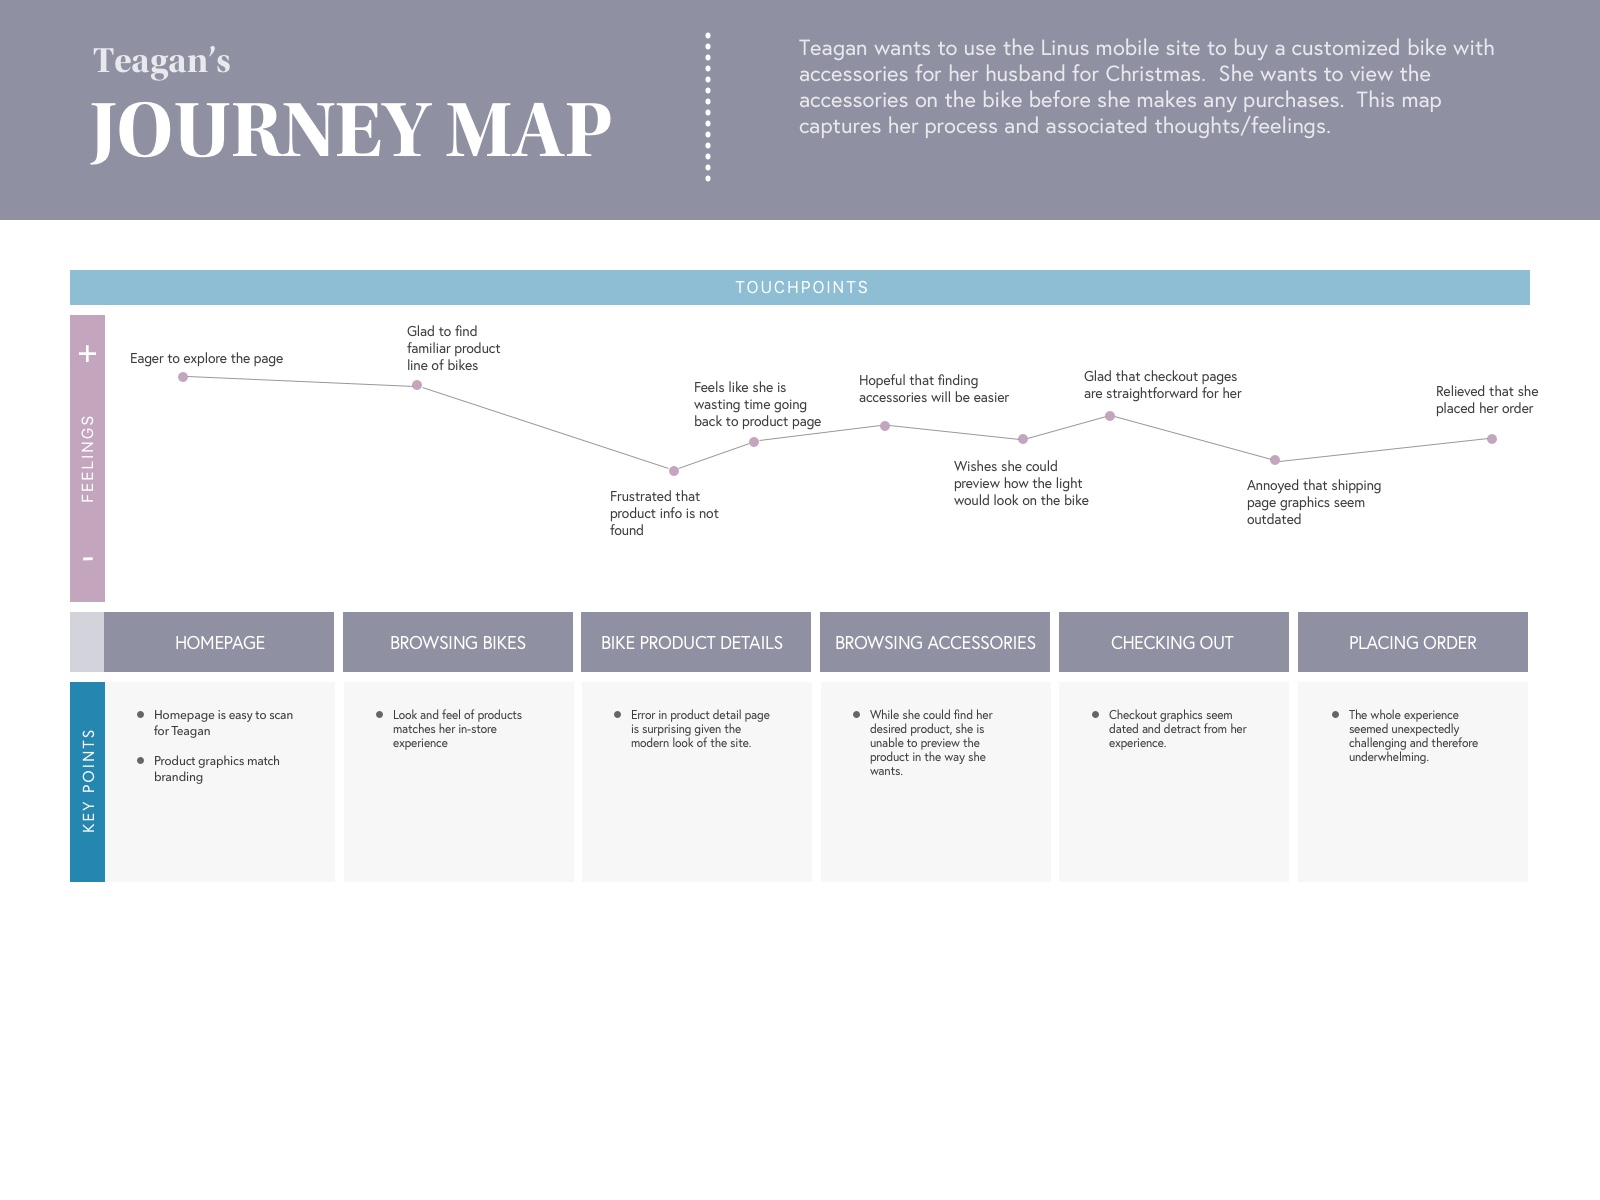 Teagan’s
JOURNEY MAP
Teagan wants to use the Linus mobile site to buy a customized bike with
accessories for her husband for Christmas.  She wants to view the
accessories on the bike before she makes any purchases.  This map
captures her process and associated thoughts/feelings.
TOUCHPOINTS
+
FEELINGS
-
Eager to explore the page
Glad to find
familiar product
line of bikes
Frustrated that
product info is not
found
Feels like she is
wasting time going
back to product page
Hopeful that finding
accessories will be easier
Wishes she could
preview how the light
would look on the bike
Glad that checkout pages
are straightforward for her
Annoyed that shipping
page graphics seem
outdated
Relieved that she
placed her order
HOMEPAGE
BROWSING BIKES
BIKE PRODUCT DETAILS
BROWSING ACCESSORIES
CHECKING OUT
PLACING ORDER
KEY POINTS
Homepage is easy to scan
for Teagan
Product graphics match
branding
Look and feel of products
matches her in-store
experience
Error in product detail page
is surprising given the
modern look of the site.
While she could find her
desired product, she is
unable to preview the
product in the way she
wants.
Checkout graphics seem
dated and detract from her
experience.
The whole experience
seemed unexpectedly
challenging and therefore
underwhelming.